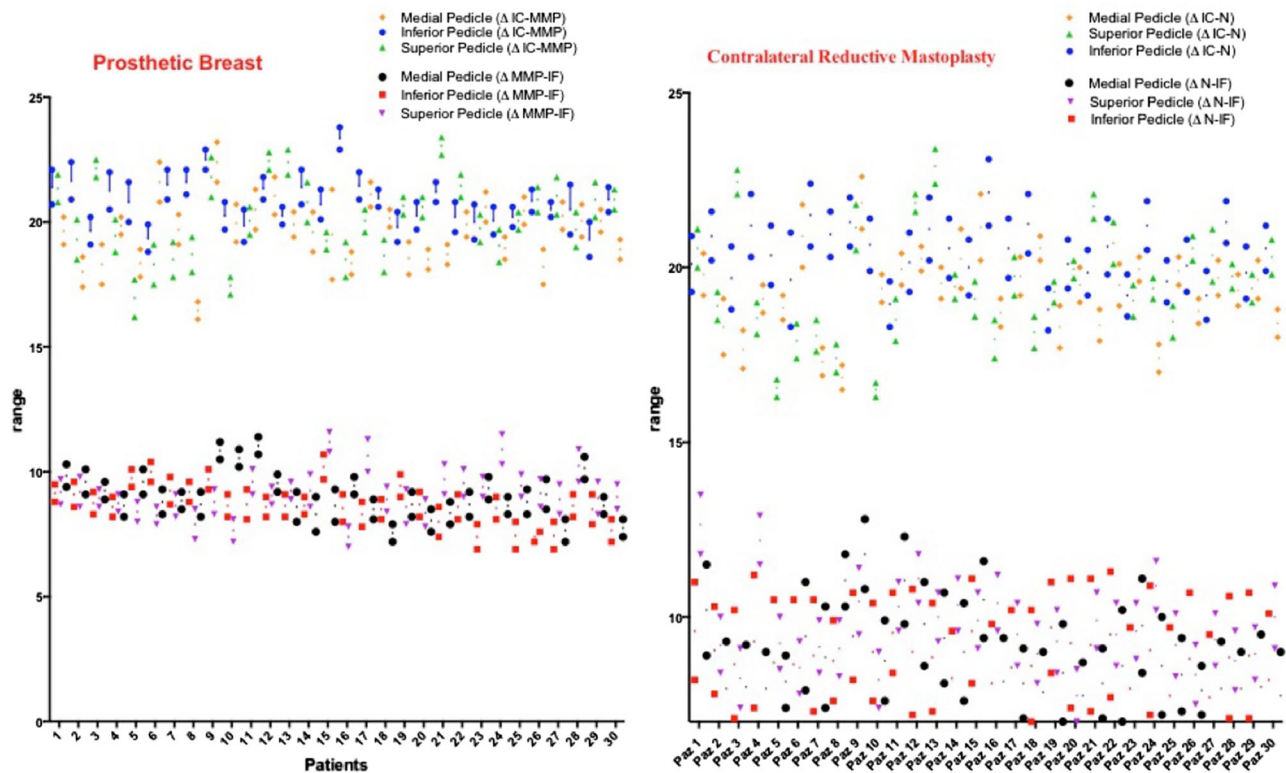 Medial Pedicle (Δ IC-MMP)
Inferior Pedicle (Δ IC-MMP)
Superior Pedicle (Δ IC-MMP)
Prosthetic Breast
Medial Pedicle (Δ MMP-IF)
Inferior Pedicle (Δ MMP-IF)
Superior Pedicle (Δ MMP-IF)
25
20
15
10
5
0
range
1 2 3 4 5 6 7 8 9 10 11 12 13 14 15 16 17 18 19 20 21 22 23 24 25 26 27 28 29 30
Patients
Medial Pedicle (Δ IC-N)
Superior Pedicle (Δ IC-N)
Inferior Pedicle (Δ IC-N)
Contralateral Reductive Mastoplasty
Medial Pedicle (Δ N-IF)
Superior Pedicle (Δ N-IF)
Inferior Pedicle (Δ N-IF)
25
20
15
10
range
Paz 1 Paz 2 Paz 3 Paz 4 Paz 5 Paz 6 Paz 7 Paz 8 Paz 9 Paz 10 Paz 11 Paz 12 Paz 13 Paz 14 Paz 15 Paz 16 Paz 17 Paz 18 Paz 19 Paz 20 Paz 21 Paz 22 Paz 23 Paz 24 Paz 25 Paz 26 Paz 27 Paz 28 Paz 29 Paz 30